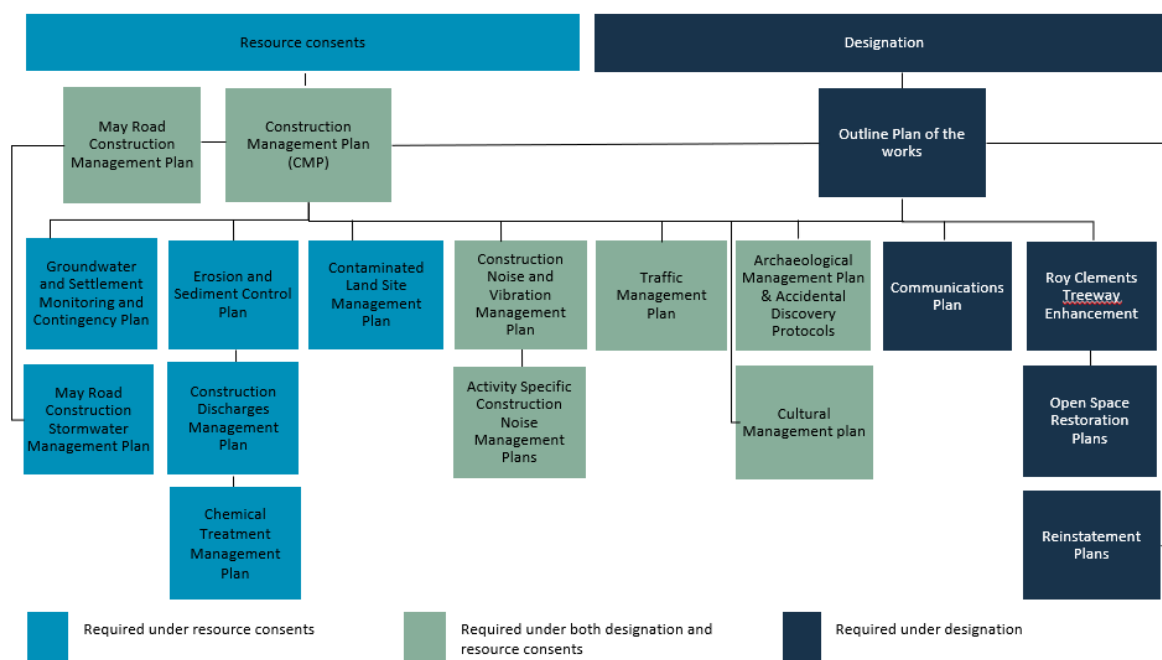 Resource consents
Designation
May Road
Construction
Management Plan
Construction
Management Plan
(CMP)
Outline Plan of the
works
Groundwater
and Settlement
Monitoring and
Contingency Plan
Erosion and
Sediment Control
Plan
Contaminated
Land Site
Management
Plan
Construction
Noise and
Vibration
Management
Plan
Traffic
Management
Plan
Archaeological
Management Plan
& Accidental
Discovery
Protocols
Communications
Plan
Roy Clements
Treeway
Enhancement
May Road
Construction
Stormwater
Management Plan
Construction
Discharges
Management
Plan
Activity Specific
Construction
Noise
Management
Plans
Cultural
Management plan
Open Space
Restoration
Plans
Chemical
Treatment
Management
Plan
Reinstatement
Plans
Required under resource consents
Required under both designation and
resource consents
Required under designation